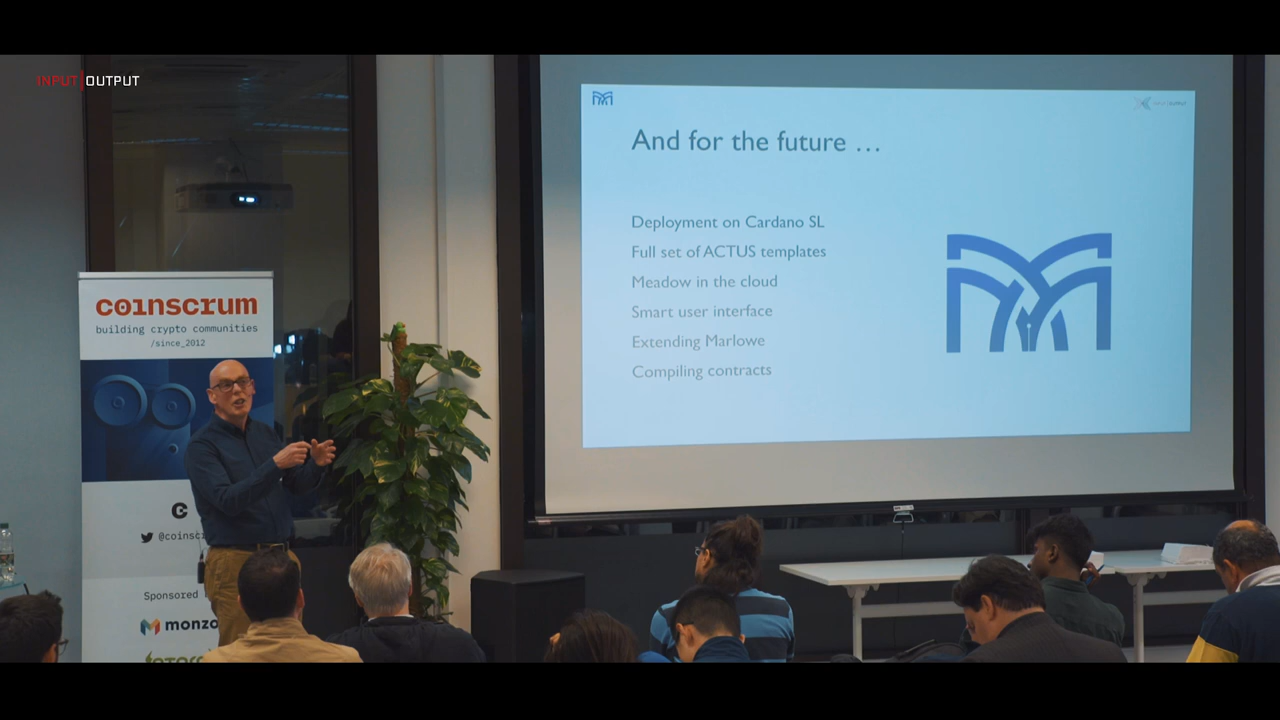 INPUT|OUTPUT
And for the future ...
Deployment on Cardano SL
Full set of ACTUS templates
Meadow in the cloud
Smart user interface
Extending Marlowe
Compiling contracts
coinscrum
building crypto communities
/since_2012
@coinscr
Sponsored
monzo